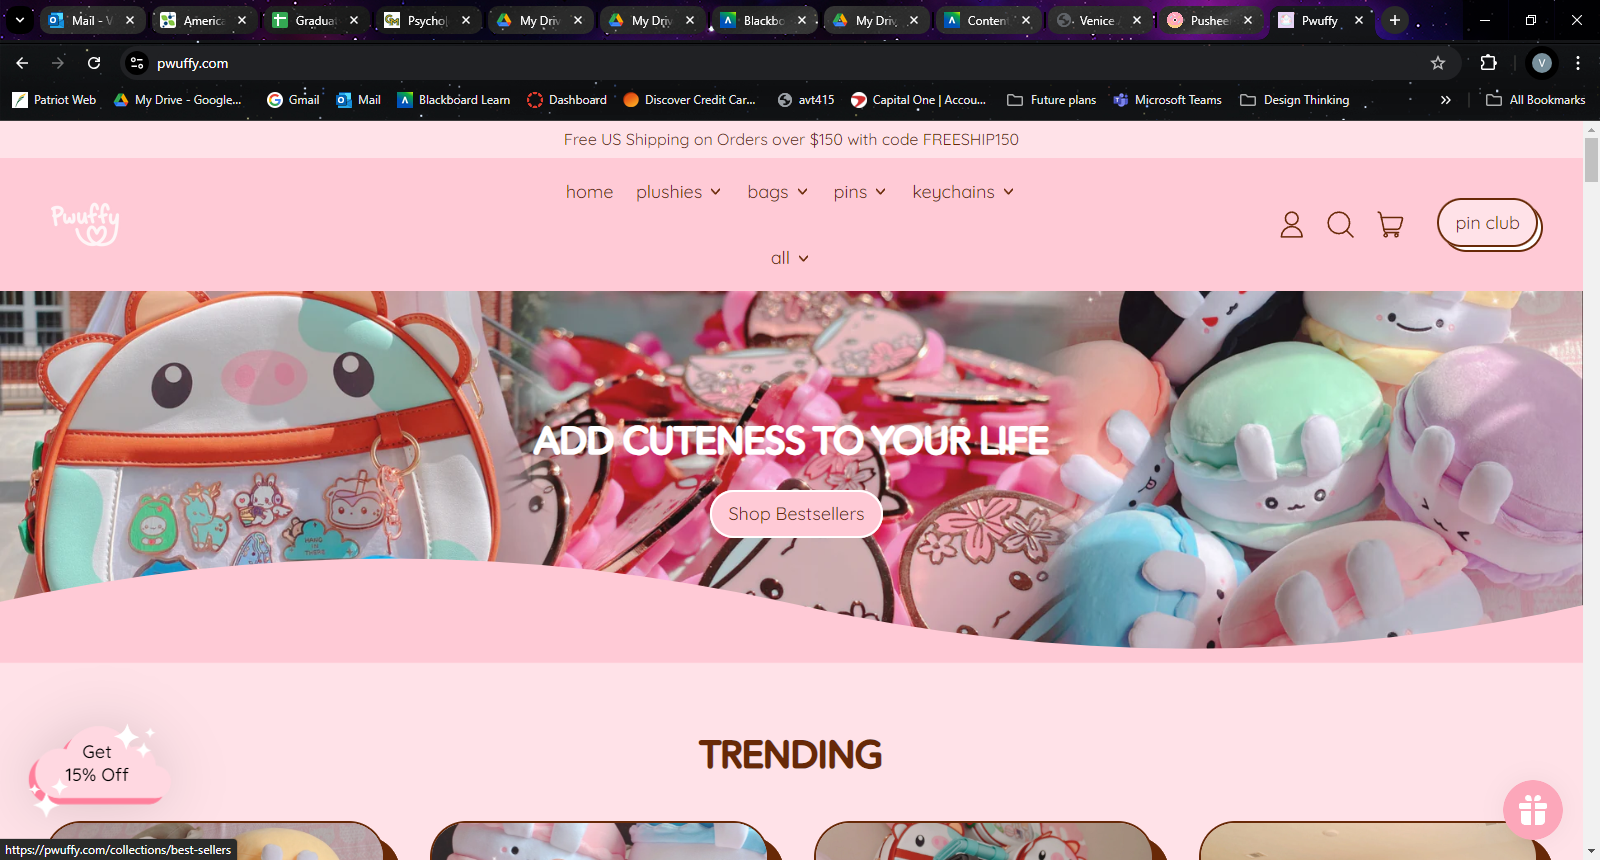 Mail - V
America
Graduat
Psychol
My Driv
My Driv
Blackbo
My Driv
Content
Venice
Pushee
Pwuffy
pwuffy.com
V
Patriot Web
My Drive - Google...
Gmail
Mail
Blackboard Learn
Dashboard
Discover Credit Car...
avt415
Capital One | Accou...
Future plans
Microsoft Teams
Design Thinking
All Bookmarks
Free US Shipping on Orders over $150 with code FREESHIP150
Pwuffy
home
plushies
bags
pins
keychains
all
pin club
ADD CUTENESS TO YOUR LIFE
Shop Bestsellers
HANG
IN
THERE
TRENDING
Get
15% Off
https://pwuffy.com/collections/best-sellers